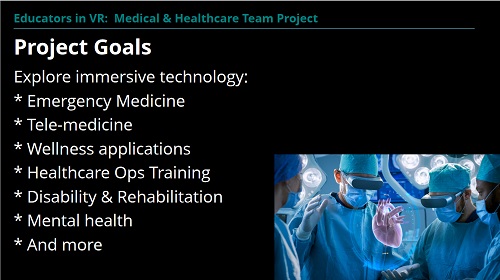 Educators in VR:  Medical & Healthcare Team Project
Project Goals
Explore immersive technology:
* Emergency Medicine
* Tele-medicine
* Wellness applications
* Healthcare Ops Training
* Disability & Rehabilitation
* Mental health
* And more